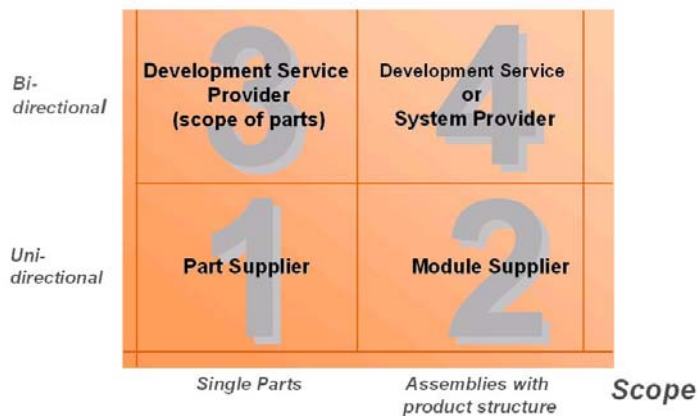 Bi-
directional
3
Development Service
Provider
(scope of parts)
4
Development Service
or
System Provider
Uni-
directional
1
Part Supplier
2
Module Supplier
Single Parts
Assemblies with
product structure
Scope